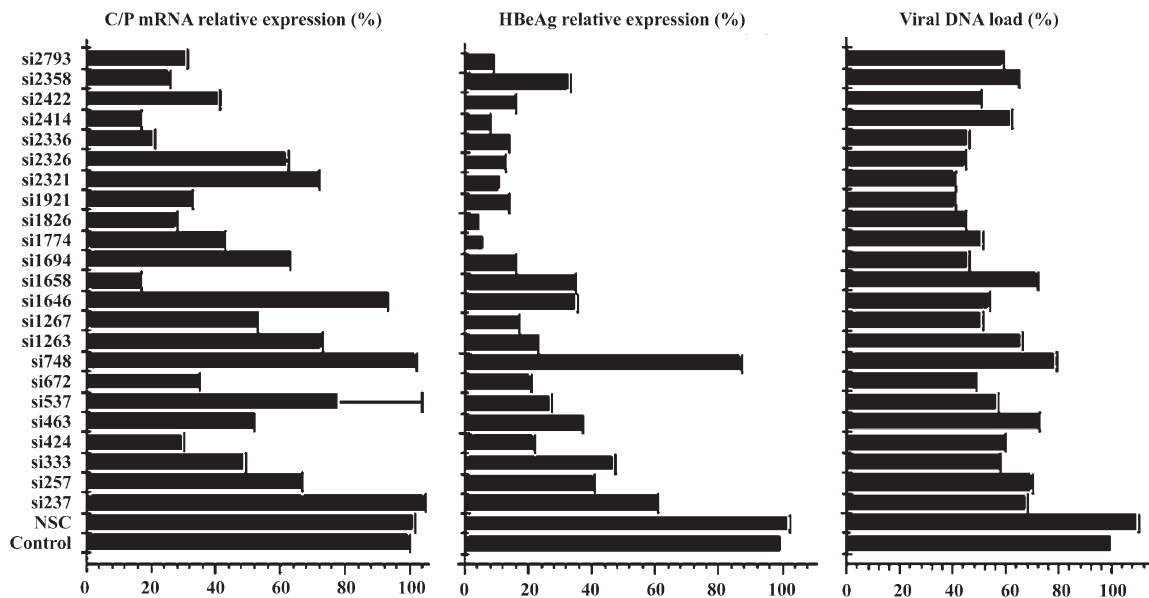 C/P mRNA relative expression (%) HBeAg relative expression (%) Viral DNA load (%)
si2793
si2358
si2422
si2414
si2336
si2326
si2321
si1921
si1826
si1774
si1694
si1658
si1646
si1267
si1263
si748
si672
si537
si463
si424
si333
si257
si237
NSC
Control
0 20 40 60 80 100 0 20 40 60 80 100 0 20 40 60 80 100